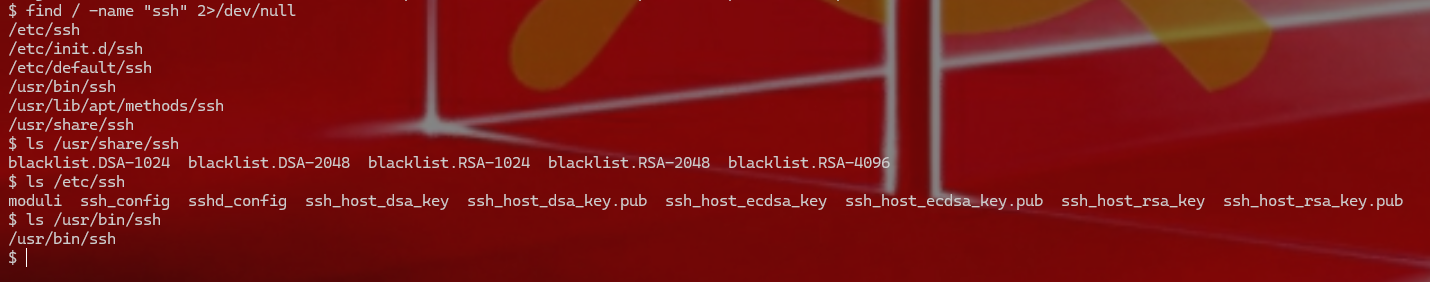 $ find / -name "ssh" 2>/dev/null
/etc/ssh
/etc/init.d/ssh
/etc/default/ssh
/usr/bin/ssh
/usr/lib/apt/methods/ssh
/usr/share/ssh
$ ls /usr/share/ssh
blacklist.DSA-1024  blacklist.DSA-2048  blacklist.RSA-1024  blacklist.RSA-2048  blacklist.RSA-4096
$ ls /etc/ssh
moduli  ssh_config  sshd_config  ssh_host_dsa_key  ssh_host_dsa_key.pub  ssh_host_ecdsa_key  ssh_host_ecdsa_key.pub  ssh_host_rsa_key  ssh_host_rsa_key.pub
$ ls /usr/bin/ssh
/usr/bin/ssh
$